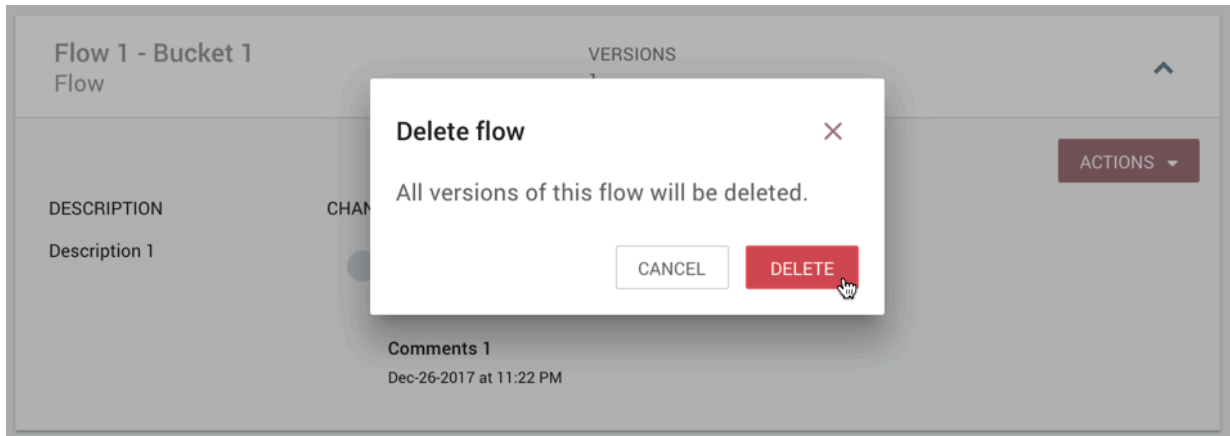 Flow 1 - Bucket 1
Flow
VERSIONS
Delete flow
All versions of this flow will be deleted.
CANCEL
DELETE
ACTIONS
DESCRIPTION
Description 1
Comments 1
Dec-26-2017 at 11:22 PM